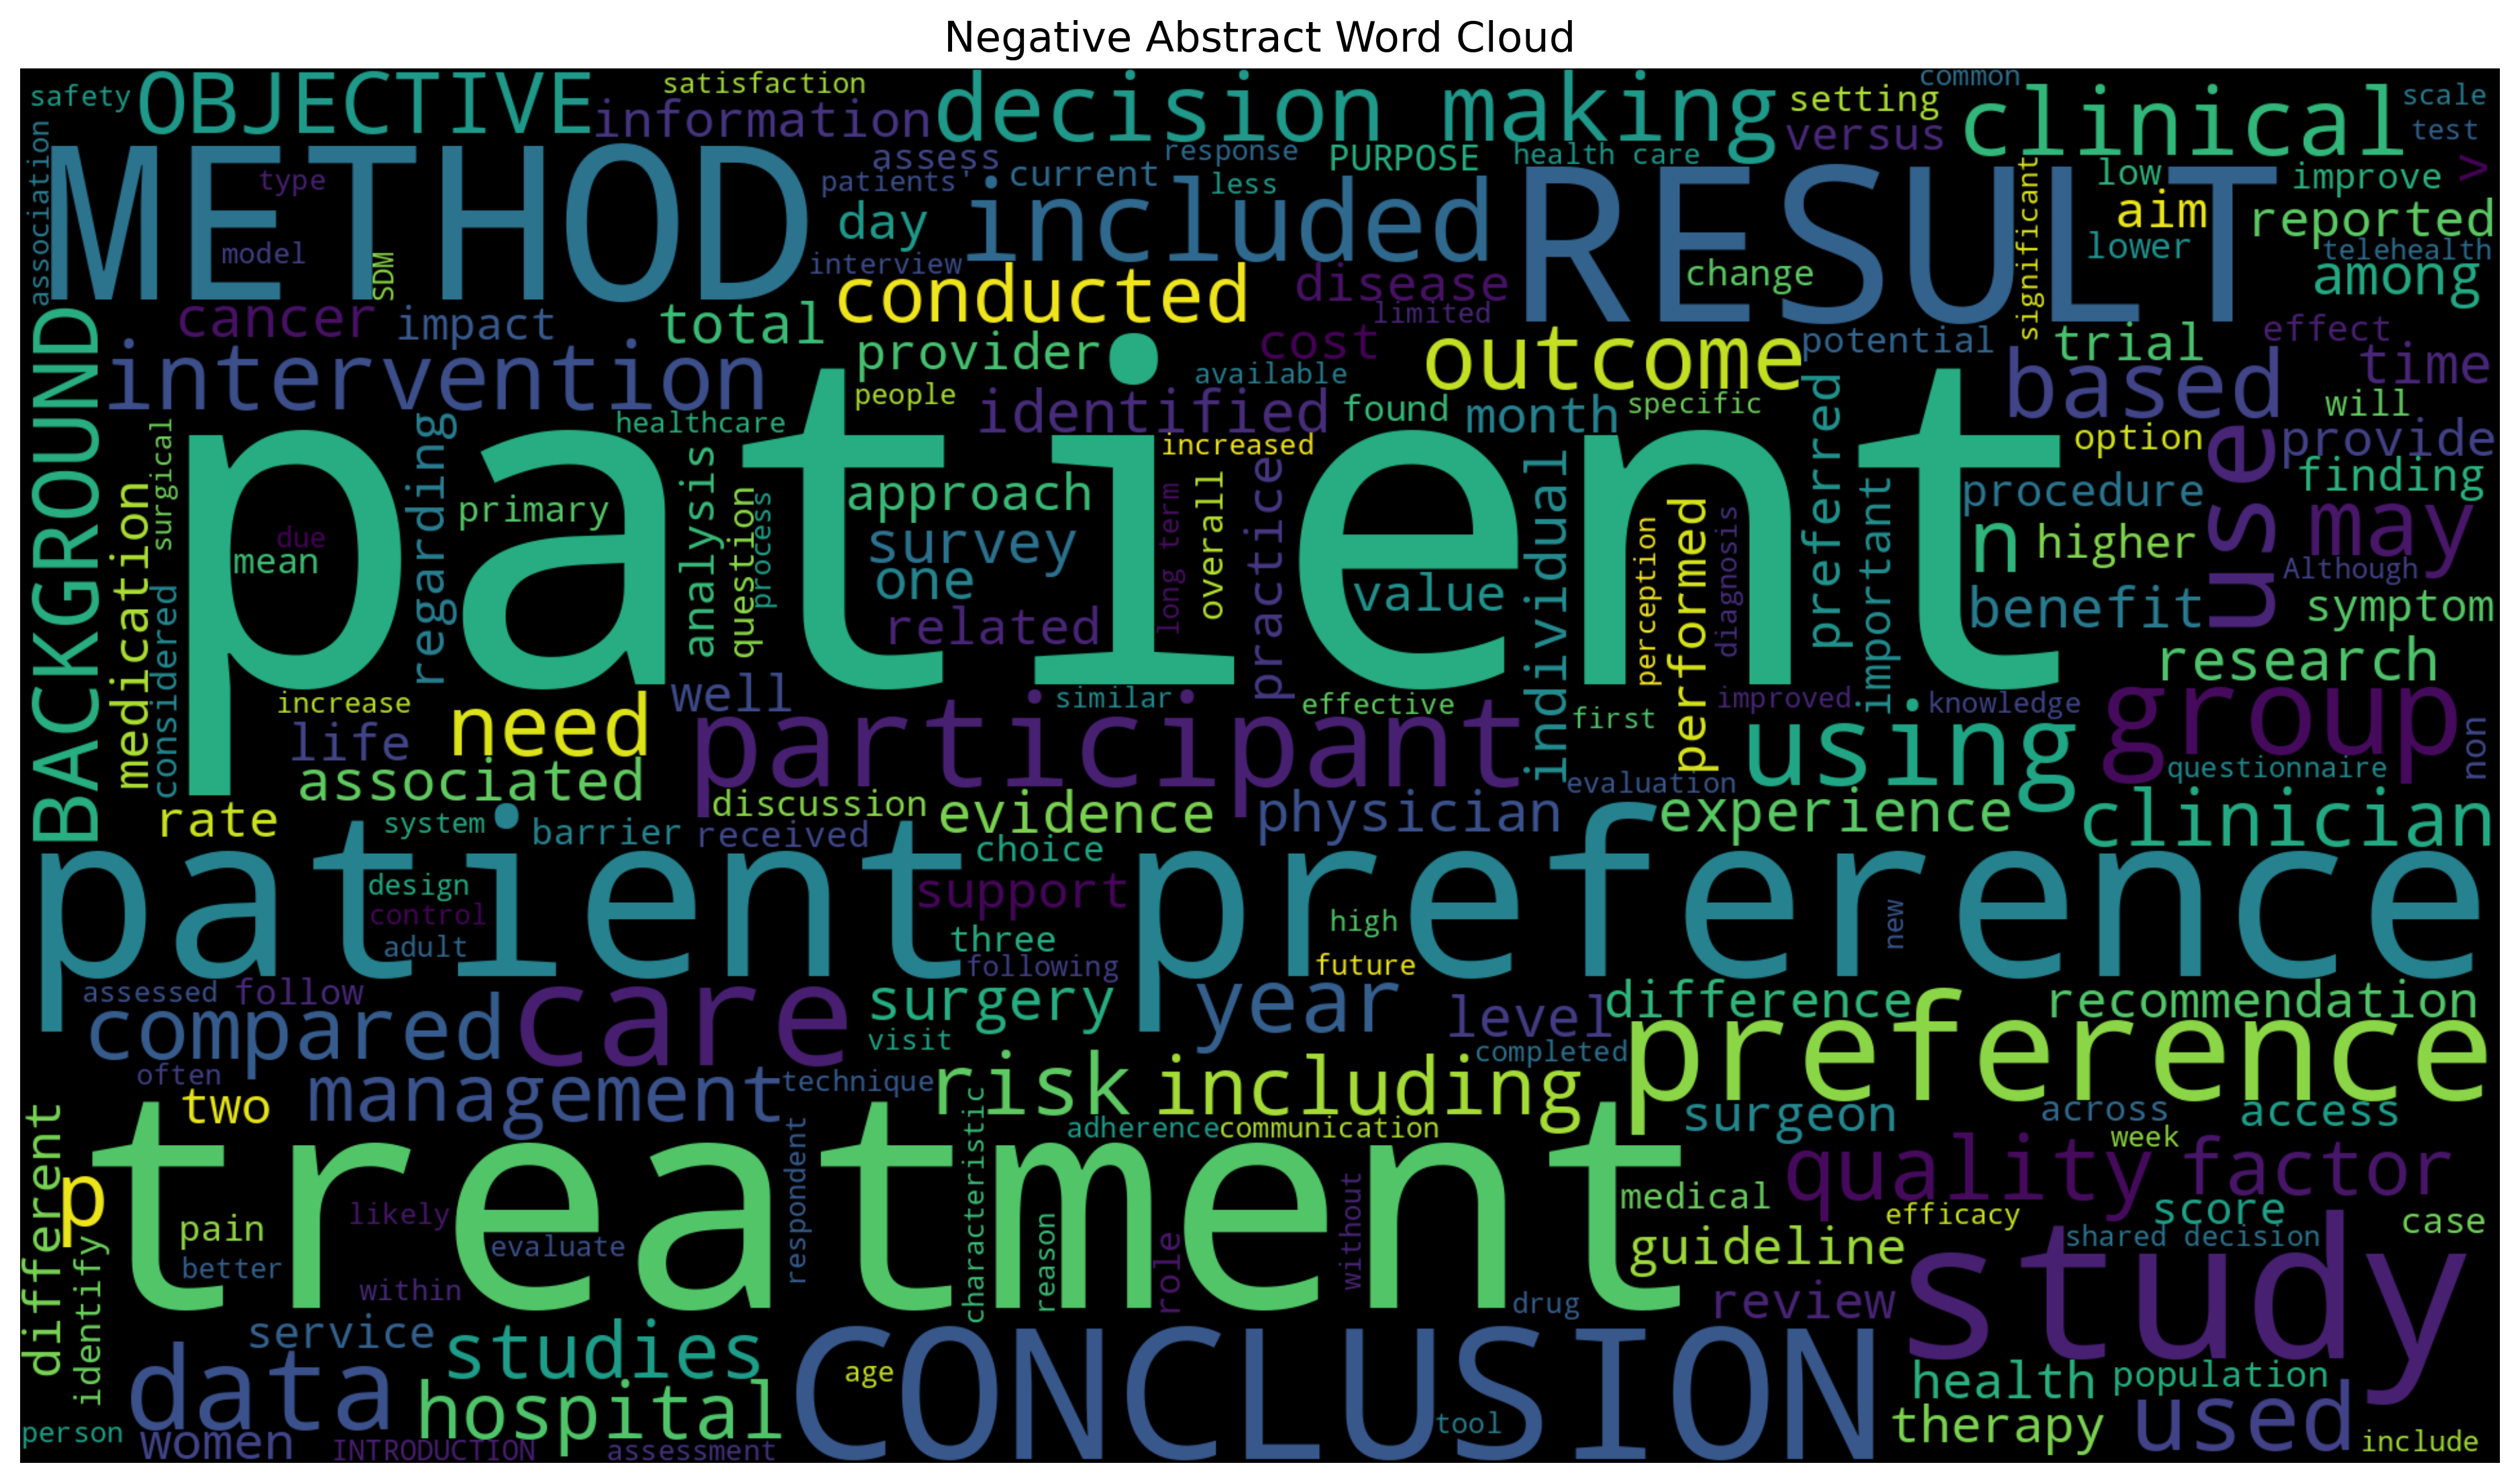 Negative Abstract Word Cloud
safety
OBJECTIVE
satisfaction
information
decision making
setting
versus
common
clinical
scale
test
association
METHOD
type
model
SDM
assess
response
PURPOSE
health care
patients'
current
less
included
day
interview
RESULT
significant
low
improve
>
aim
reported
lower
telehealth
among
conducted
disease
limited
change
BACKGROUND
cancer
impact
total
provider
cost
outcome
potential
trial
effect
time
intervention
people
available
based
healthcare
identified
found
month
specific
preferred
will
option
provide
use
surgical
medication
considered
regarding
patient
increased
primary
analysis
question
process
approach
survey
one
related
long term
overall
practice
value
individual
perception
performed
diagnosis
important
procedure
finding
n
higher
may
Although
benefit
symptom
due
mean
research
increase
need
well
life
associated
participant
similar
effective
first
improved
knowledge
using
group
non
questionnaire
evaluation
rate
system
barrier
discussion
received
evidence
physician
experience
clinician
choice
patient preference
design
control
adult
support
three
following
high
future
new
assessed
follow
compared
care
surgery
visit
year
level
difference
recommendation
completed
preference
often
two
management
technique
risk
including
surgeon
across
access
adherence
communication
week
different
p
treatment
respondent
characteristic
reason
role
without
medical
quality
factor
efficacy
score
case
shared decision
pain
likely
evaluate
better
within
identify
guideline
study
review
drug
service
data
studies
hospital
CONCLUSION
age
tool
health
population
therapy
used
include
person
women
INTRODUCTION
assessment